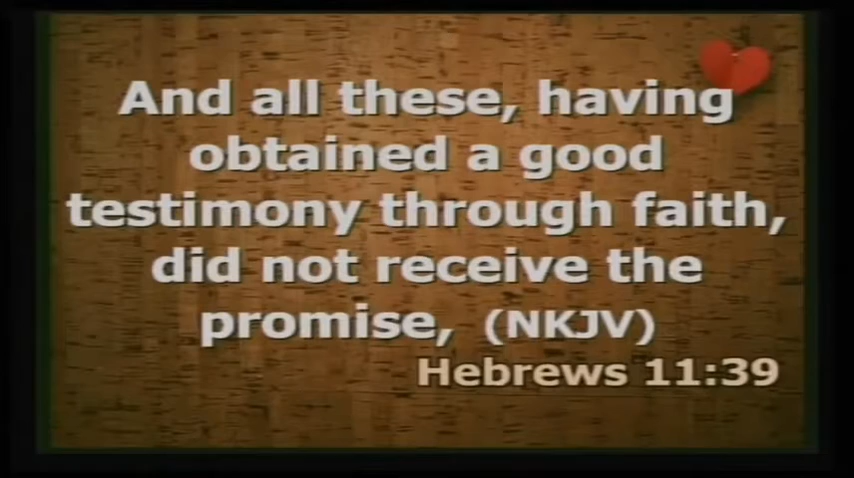 And all these, having
obtained a good
testimony through faith,
did not receive the
promise, (NKJV)
Hebrews 11:39